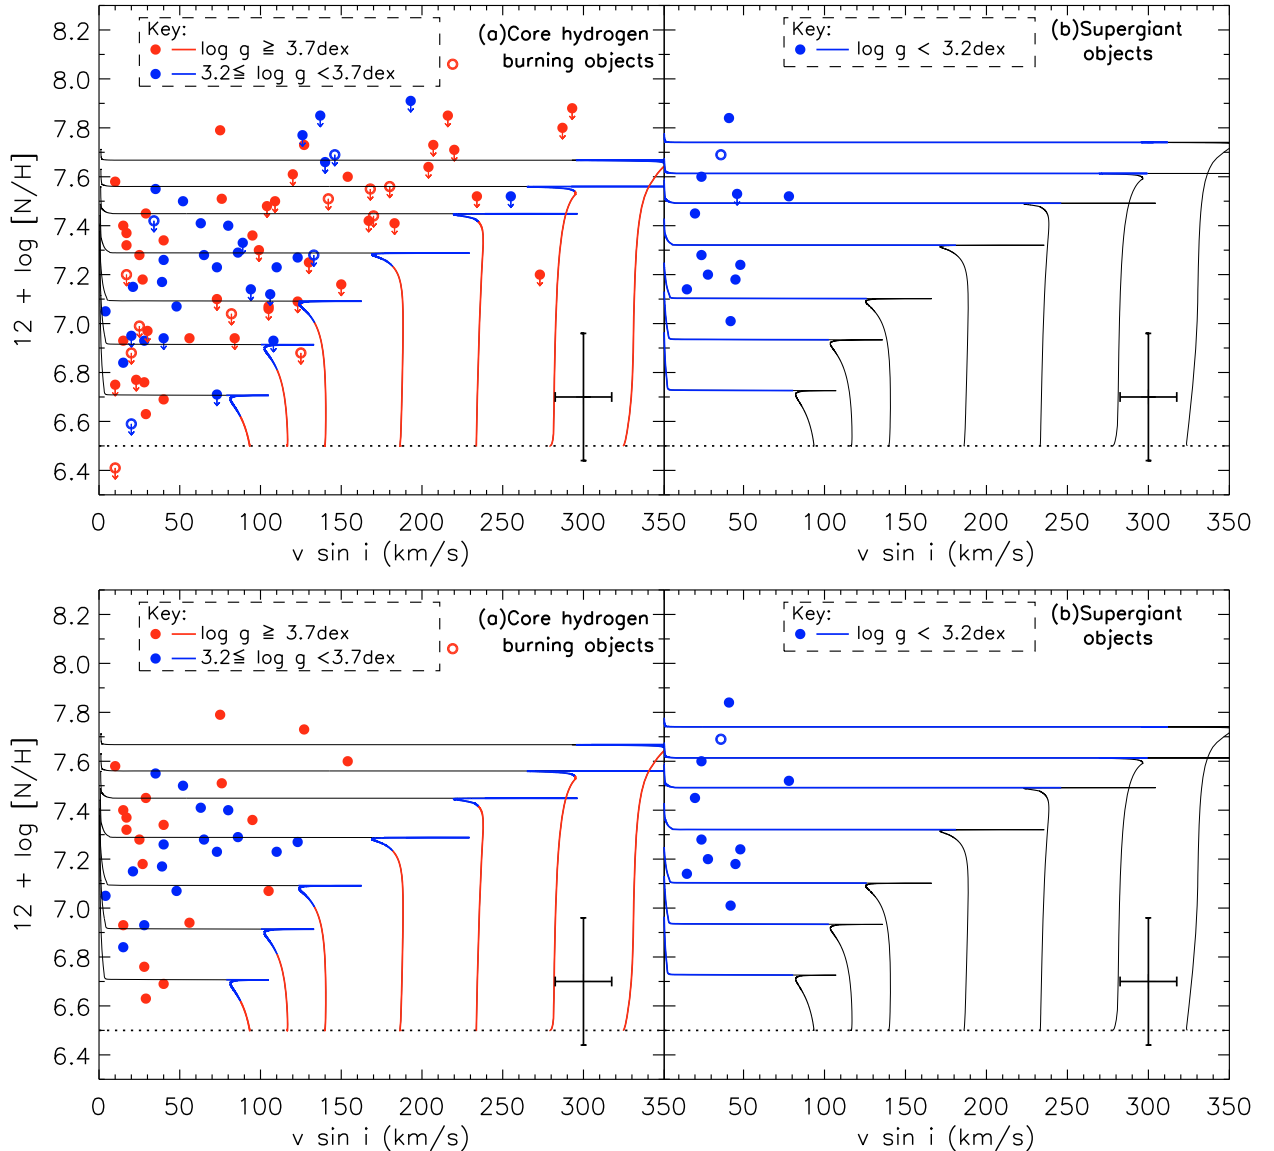 Key:
log g ≧ 3.7dex
3.2≦ log g <3.7dex
(a)Core hydrogen
burning objects
Key:
log g < 3.2dex
(b)Supergiant
objects
8.2
8.0
7.8
7.6
7.4
7.2
7.0
6.8
6.6
6.4
12 + log [N/H]
0 50 100 150 200 250 300 350 50 100 150 200 250 300 350
v sin i (km/s)
v sin i (km/s)
Key:
log g ≧ 3.7dex
3.2≦ log g <3.7dex
(a)Core hydrogen
burning objects
Key:
log g < 3.2dex
(b)Supergiant
objects
8.2
8.0
7.8
7.6
7.4
7.2
7.0
6.8
6.6
6.4
12 + log [N/H]
0 50 100 150 200 250 300 350 50 100 150 200 250 300 350
v sin i (km/s)
v sin i (km/s)